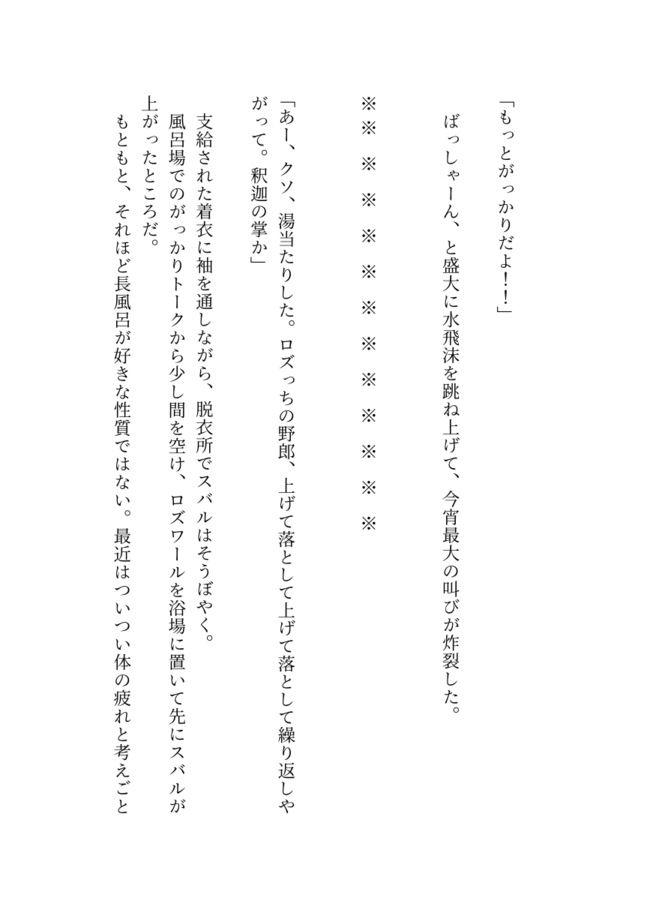 「もっとがっかりだよ！！」
ばっしゃーん、と盛大に水飛沫を跳ね上げて、今宵最大の叫びが炸裂した。
※※　※　※　※　※　※　※　※　※　※　※　※
「あー、クソ、湯当たりした。ロズっちの野郎、上げて落として上げて落として繰り返しや
がって。釈迦の掌か」
支給された着衣に袖を通しながら、脱衣所でスバルはそうぼやく。
風呂場でのがっかりトークから少し間を空け、ロズワールを浴場に置いて先にスバルが
上がったところだ。
もともと、それほど長風呂が好きな性質ではない。最近はついつい体の疲れと考えごと